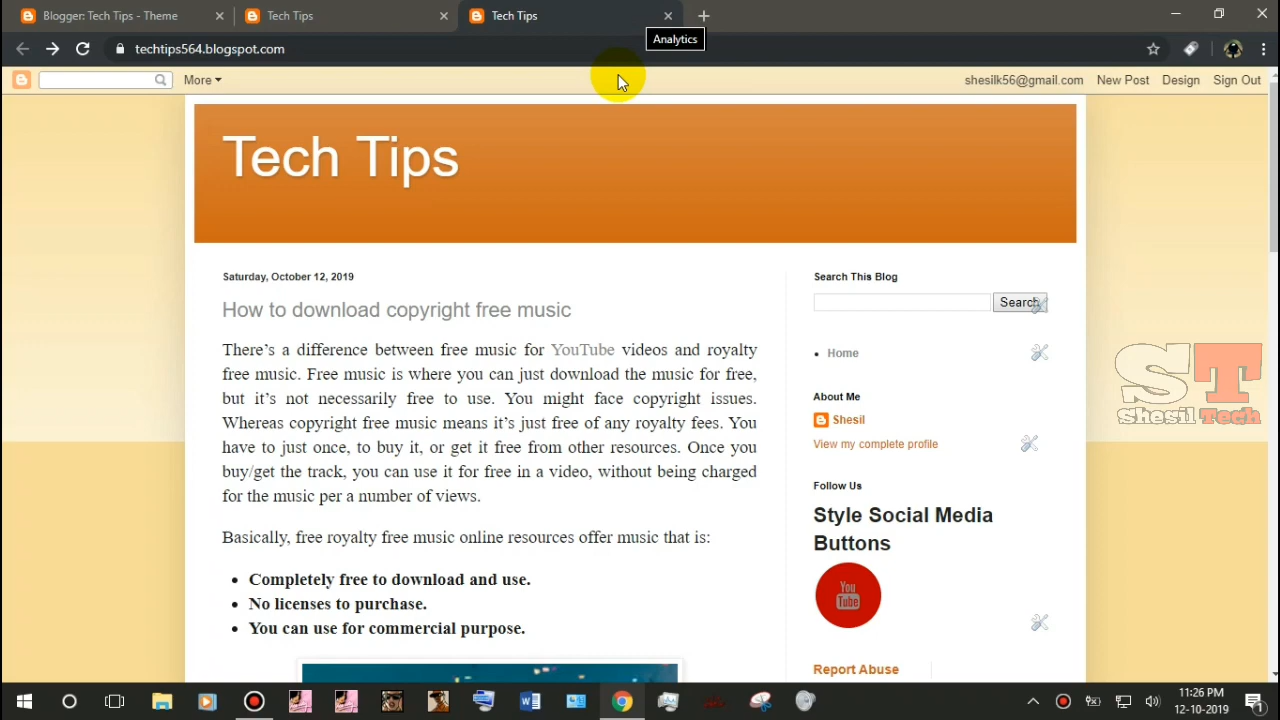 Blogger: Tech Tips - Theme
Tech Tips
Tech Tips
Analytics
techtips564.blogspot.com
More
shesilk56@gmail.com
New Post
Design
Sign Out
Tech Tips
Saturday, October 12, 2019
How to download copyright free music
There’s a difference between free music for YouTube videos and royalty
free music. Free music is where you can just download the music for free,
but it’s not necessarily free to use. You might face copyright issues.
Whereas copyright free music means it’s just free of any royalty fees. You
have to just once, to buy it, or get it free from other resources. Once you
buy/get the track, you can use it for free in a video, without being charged
for the music per a number of views.
Basically, free royalty free music online resources offer music that is:
Completely free to download and use.
No licenses to purchase.
You can use for commercial purpose.
Search This Blog
Search
Home
About Me
Shesil
View my complete profile
Follow Us
Style Social Media
Buttons
You
Tube
Report Abuse
ST
Shesil Tech
11:26 PM
12-10-2019
1